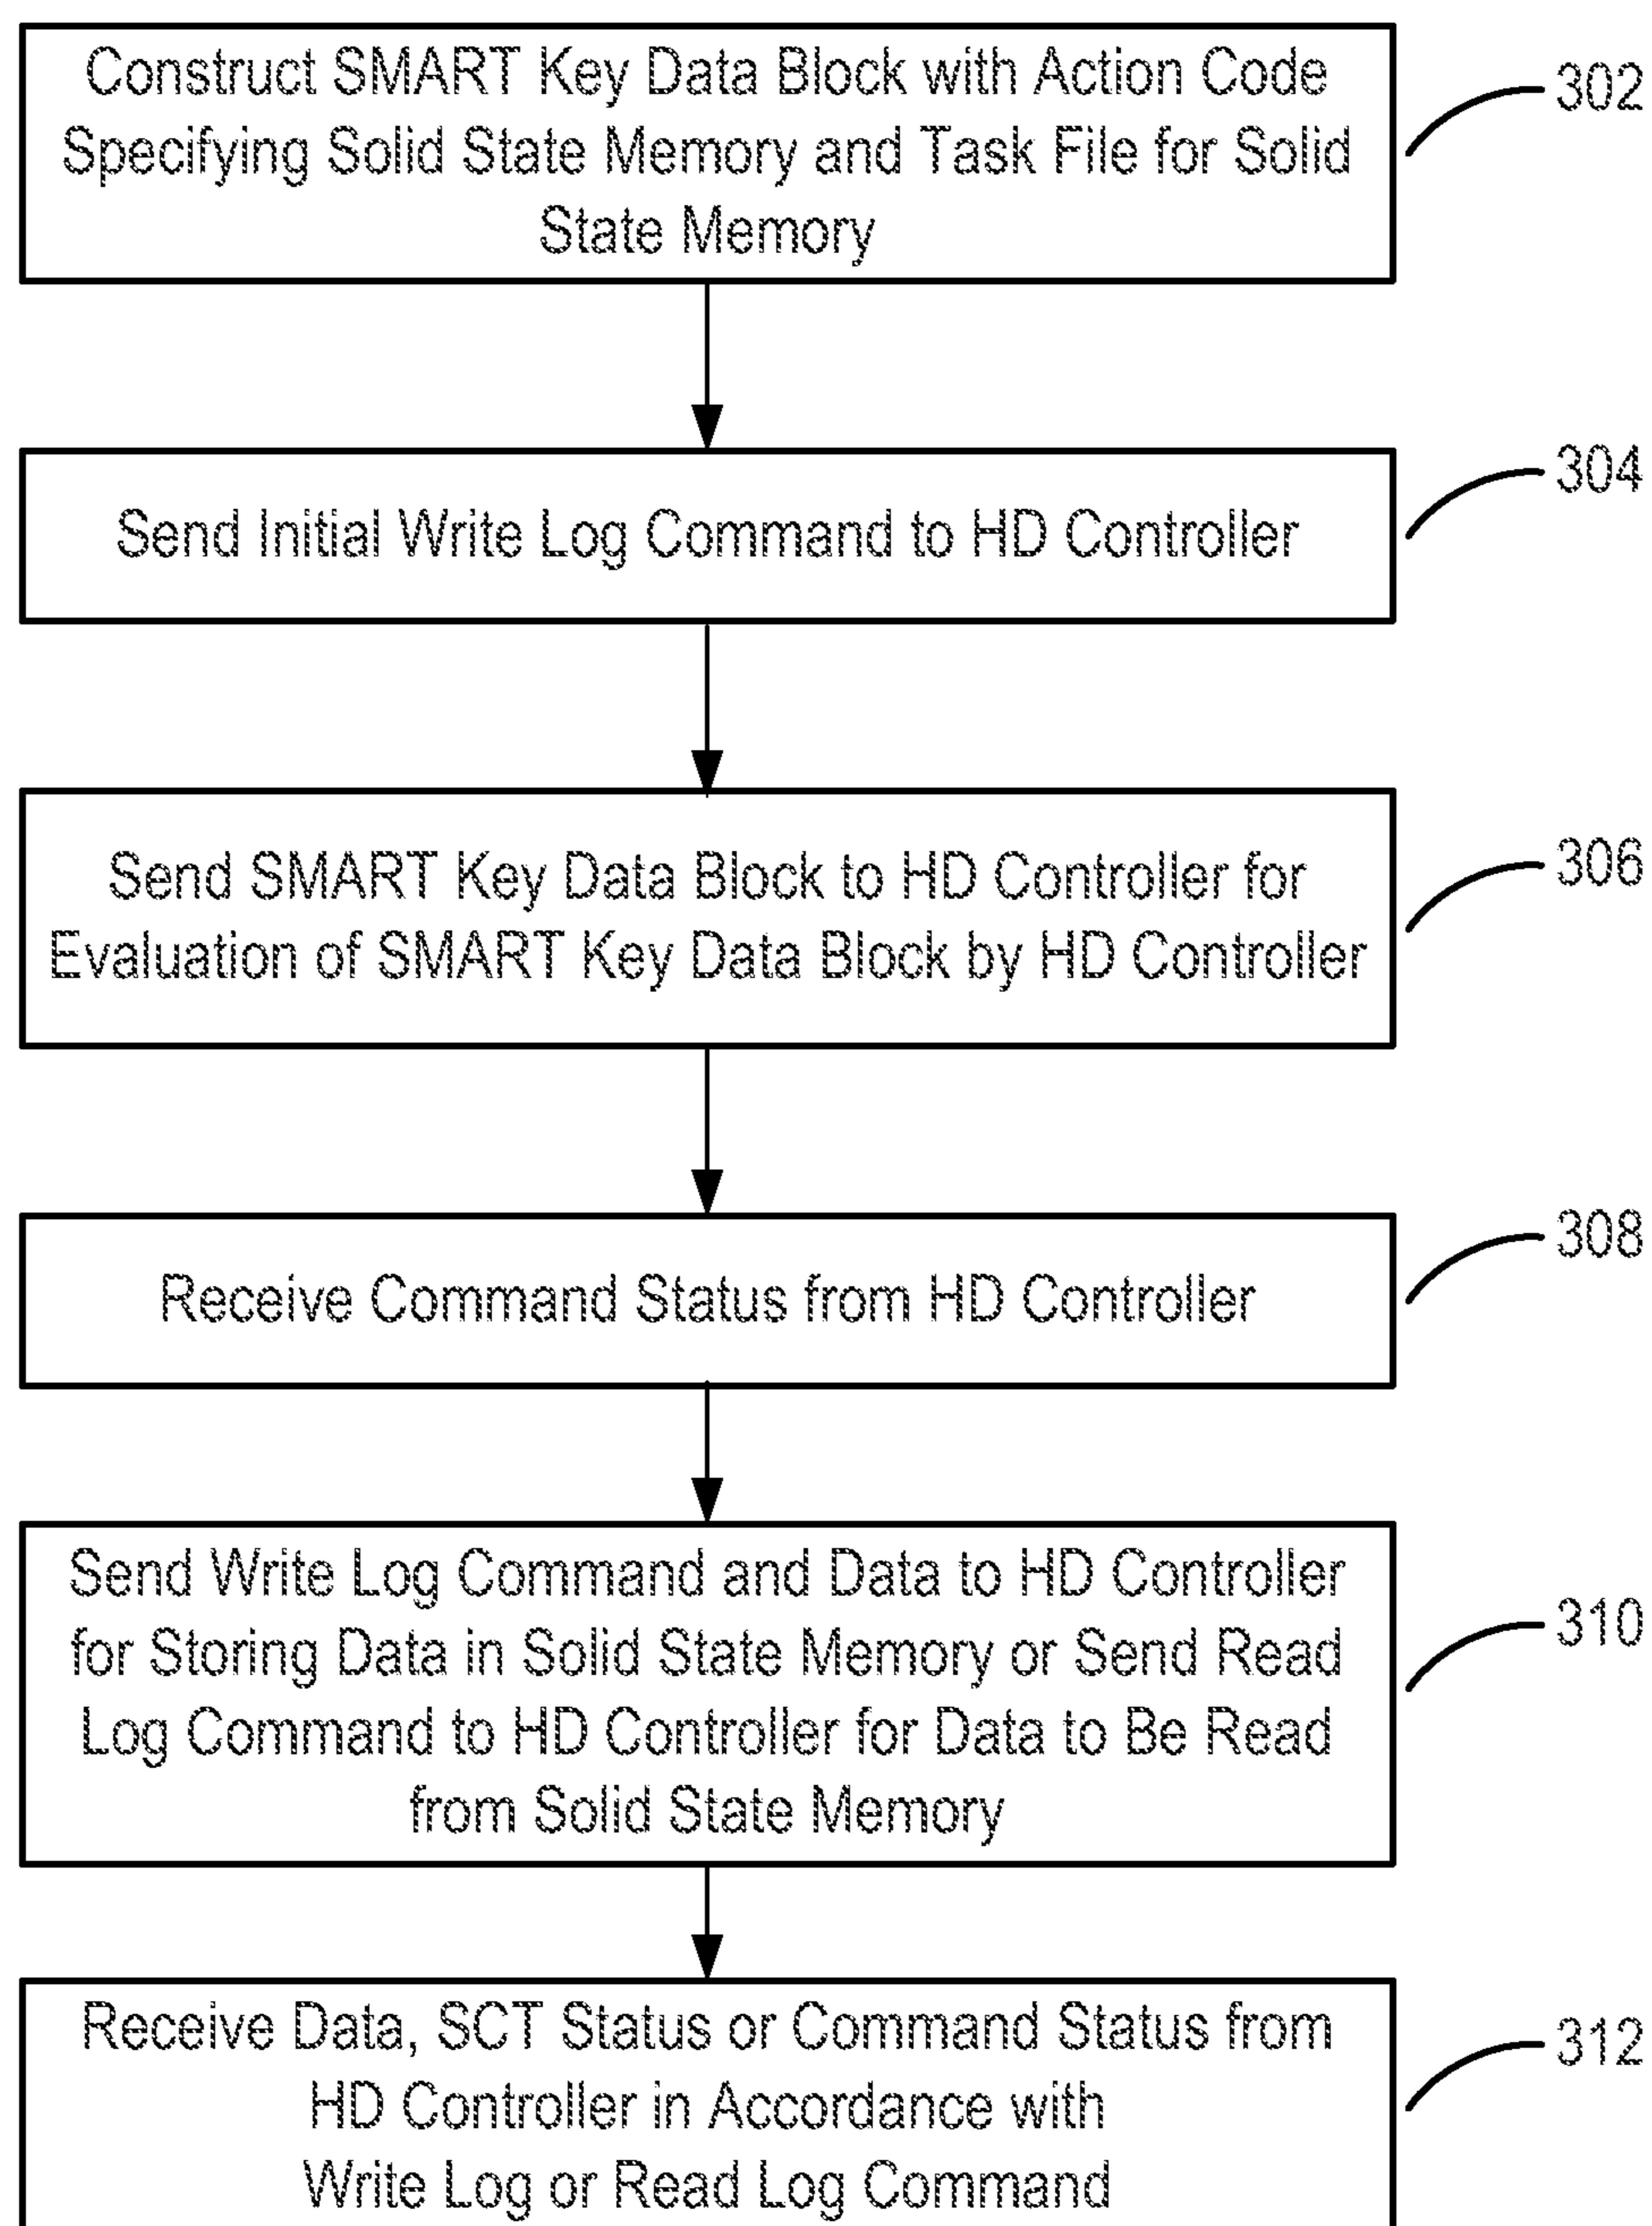 Construct SMART Key Data Block with Action Code
Specifying Solid State Memory and Task File for Solid
State Memory
302
Send Initial Write Log Command to HD Controller
304
Send SMART Key Data Block to HD Controller for
Evaluation of SMART Key Data Block by HD Controller
306
Receive Command Status from HD Controller
308
Send Write Log Command and Data to HD Controller
for Storing Data in Solid State Memory or Send Read
Log Command to HD Controller for Data to Be Read
from Solid State Memory
310
Receive Data, SCT Status or Command Status from
HD Controller in Accordance with
Write Log or Read Log Command
312